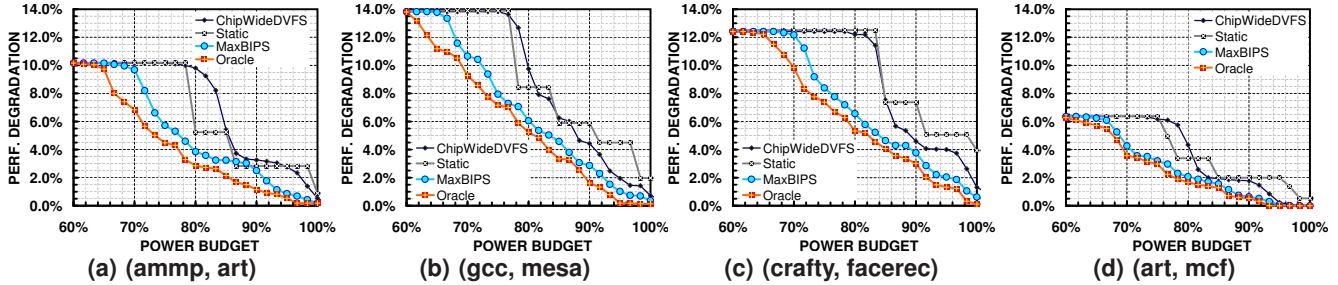 PERF. DEGRADATION
14.0%
12.0%
10.0%
8.0%
6.0%
4.0%
2.0%
0.0%
ChipWideDVFS
Static
MaxBIPS
Oracle
60% 70% 80% 90% 100%
POWER BUDGET
(a) (ammp, art)
PERF. DEGRADATION
14.0%
12.0%
10.0%
8.0%
6.0%
4.0%
2.0%
0.0%
ChipWideDVFS
Static
MaxBIPS
Oracle
60% 70% 80% 90% 100%
POWER BUDGET
(b) (gcc, mesa)
PERF. DEGRADATION
14.0%
12.0%
10.0%
8.0%
6.0%
4.0%
2.0%
0.0%
ChipWideDVFS
Static
MaxBIPS
Oracle
60% 70% 80% 90% 100%
POWER BUDGET
(c) (crafty, facerec)
PERF. DEGRADATION
14.0%
12.0%
10.0%
8.0%
6.0%
4.0%
2.0%
0.0%
ChipWideDVFS
Static
MaxBIPS
Oracle
60% 70% 80% 90% 100%
POWER BUDGET
(d) (art, mcf)